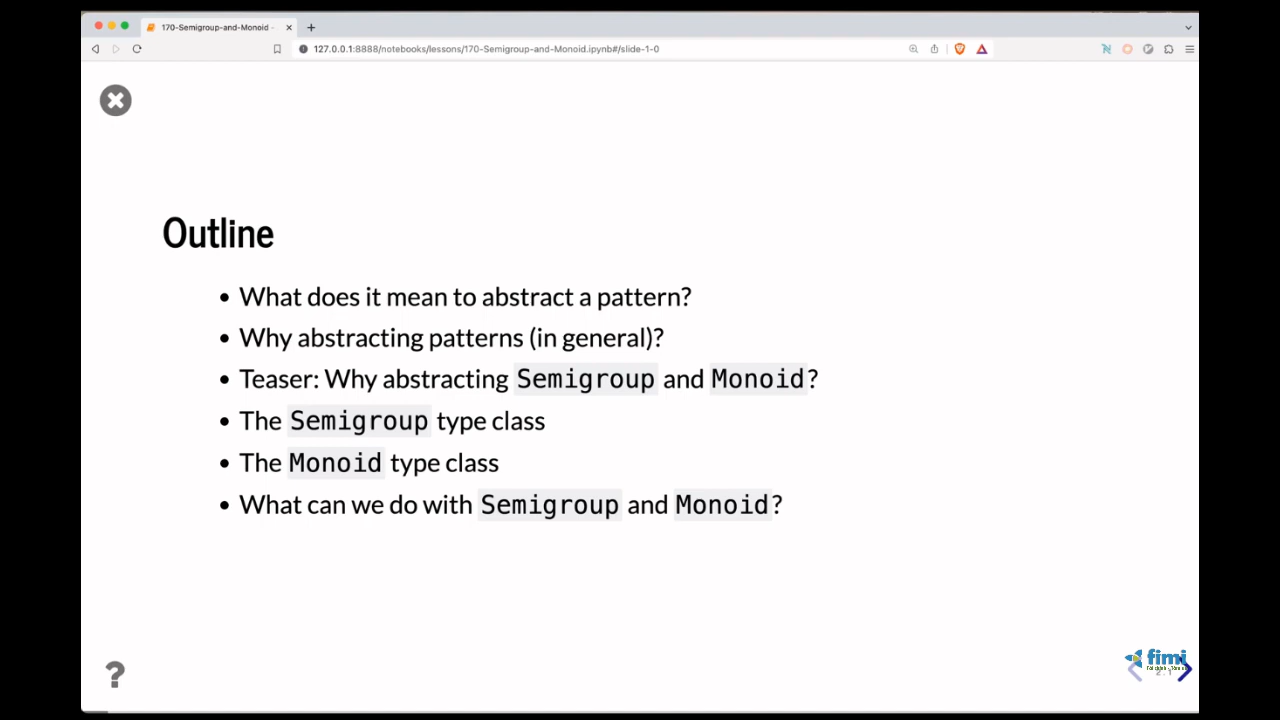 170-Semigroup-and-Monoid -
127.0.0.1:8888/notebooks/lessons/170-Semigroup-and-Monoid.ipynb#/slide-1-0
Outline
• What does it mean to abstract a pattern?
• Why abstracting patterns (in general)?
• Teaser: Why abstracting Semigroup and Monoid?
• The Semigroup type class
• The Monoid type class
• What can we do with Semigroup and Monoid?
?
fimi